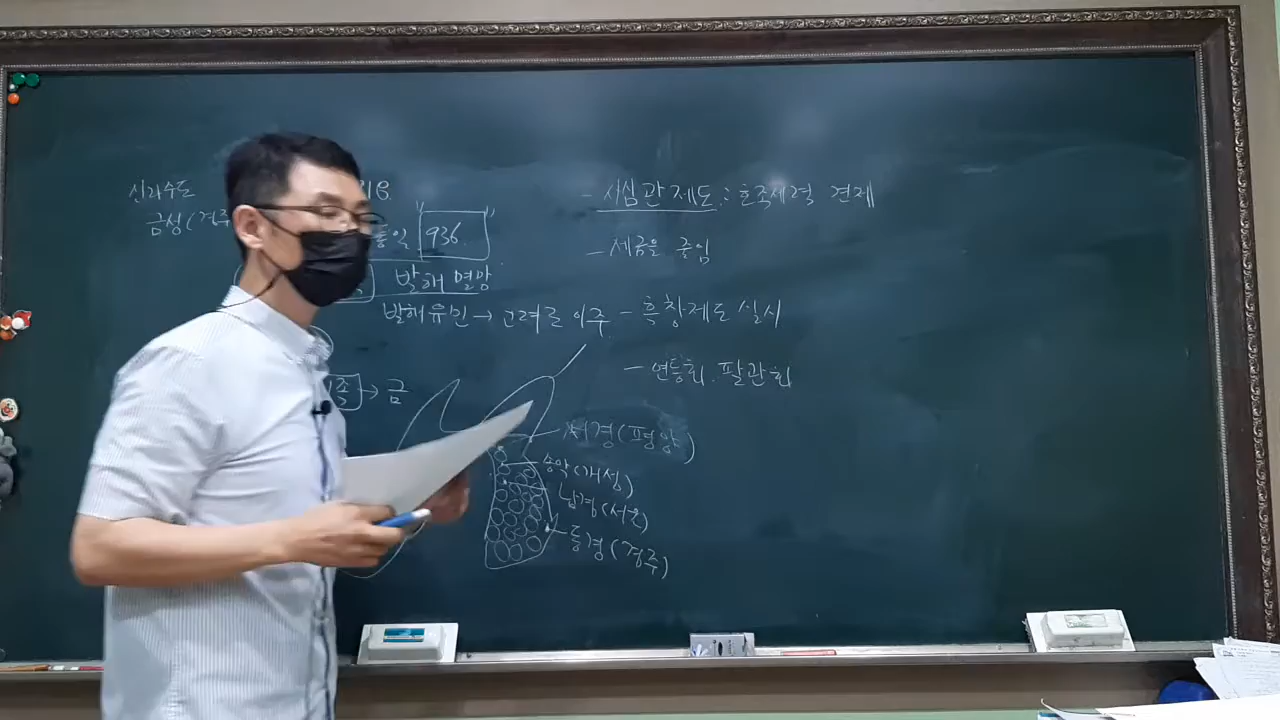 신라수도
금성(경주
936
발해 멸망
발해유민→고려로 이주
→ 금
서경(평양)
송악(개성)
남경(서울)
동경(경주)
- 사심관제도 : 호족세력 견제
- 세금을 줄임
- 흑창제도 실시
- 연등회. 팔관회